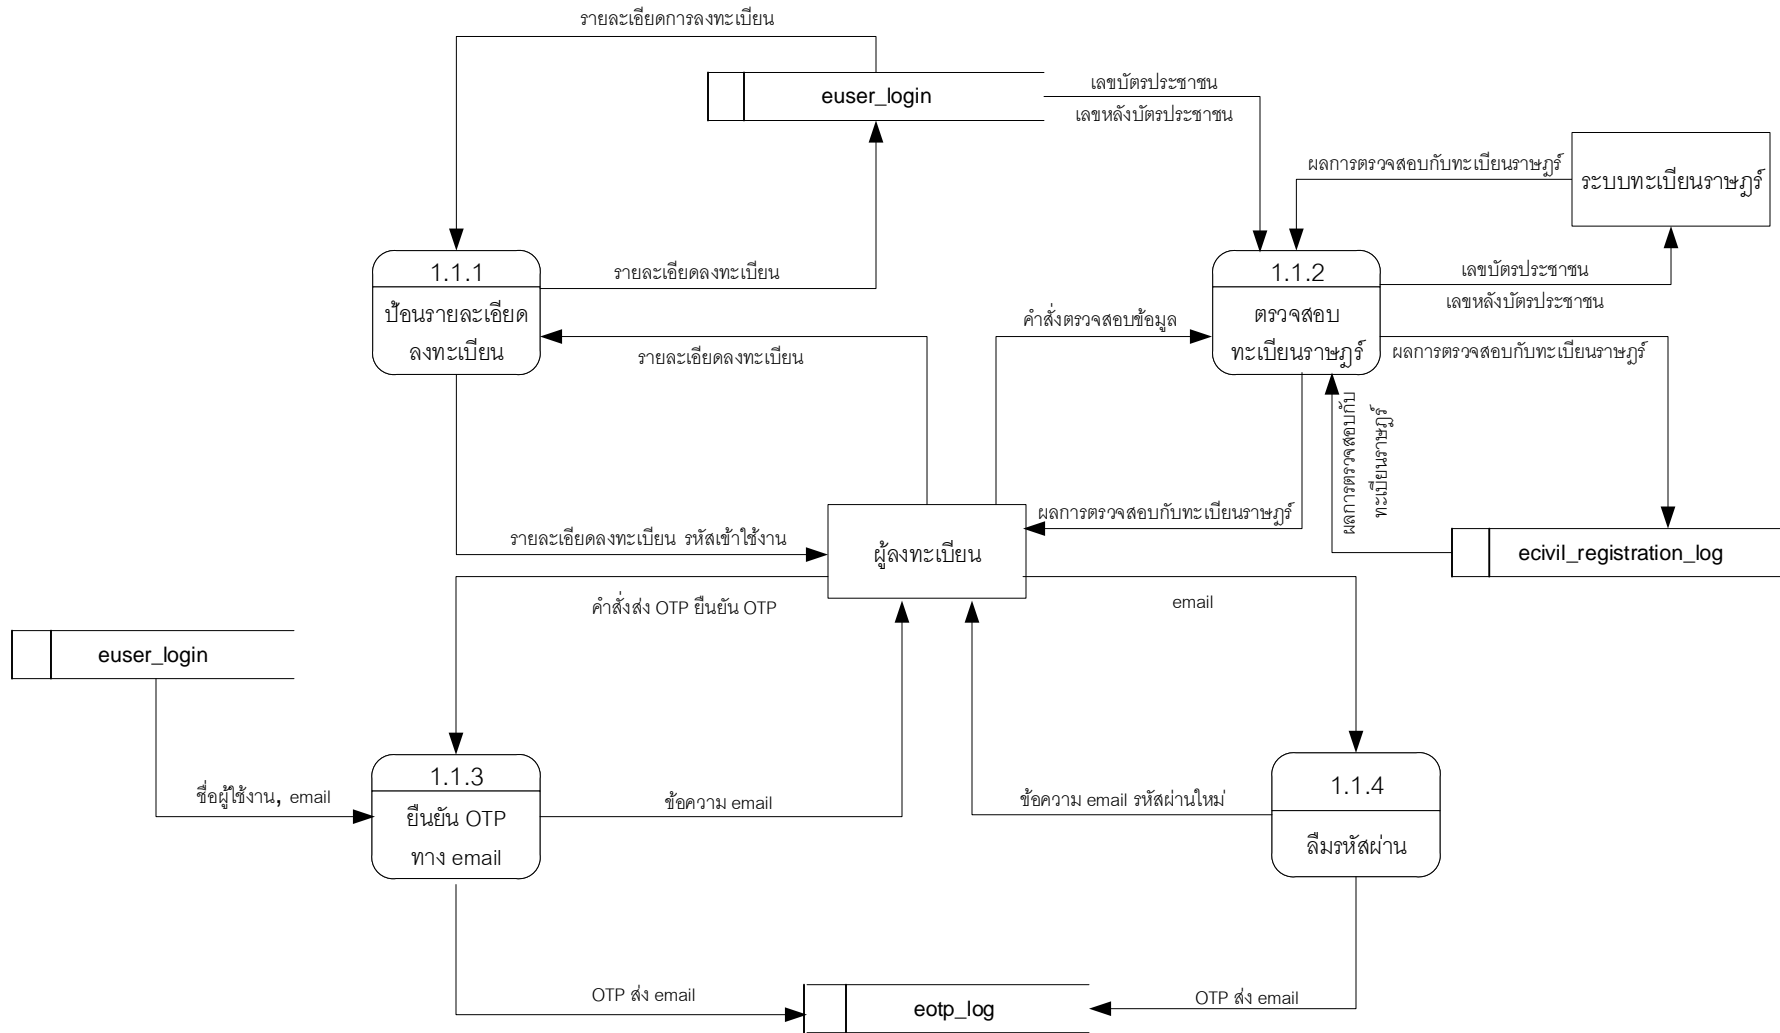 รายละเอียดการลงทะเบียน
euser_login
เลขบัตรประชาชน
เลขหลังบัตรประชาชน
ผลการตรวจสอบกับทะเบียนราษฎร์
ระบบทะเบียนราษฎร์
1.1.1
ป้อนรายละเอียด
ลงทะเบียน
รายละเอียดลงทะเบียน
รายละเอียดลงทะเบียน
คำสั่งตรวจสอบข้อมูล
1.1.2
ตรวจสอบ
ทะเบียนราษฎร์
เลขบัตรประชาชน
เลขหลังบัตรประชาชน
ผลการตรวจสอบกับทะเบียนราษฎร์
ผลการตรวจสอบกับ
ทะเบียนราษฎร์
ผลการตรวจสอบกับทะเบียนราษฎร์
รายละเอียดลงทะเบียน รหัสเข้าใช้งาน
ผู้ลงทะเบียน
ecivil_registration_log
คำสั่งส่ง OTP ยืนยัน OTP
email
euser_login
ชื่อผู้ใช้งาน, email
1.1.3
ยืนยัน OTP
ทาง email
ข้อความ email
ข้อความ email รหัสผ่านใหม่
1.1.4
ลืมรหัสผ่าน
OTP ส่ง email
eotp_log
OTP ส่ง email